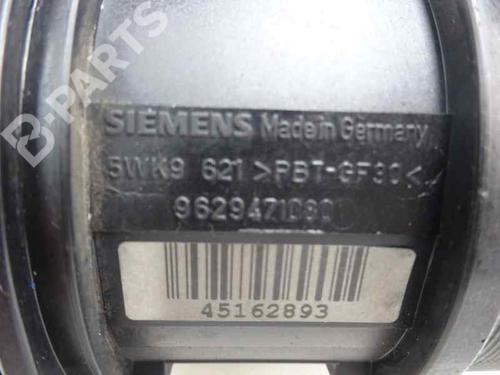 B-PARTS
SIEMENS Made in Germany
5WK9 621 >PBT-GF30<
9629471080
45162893